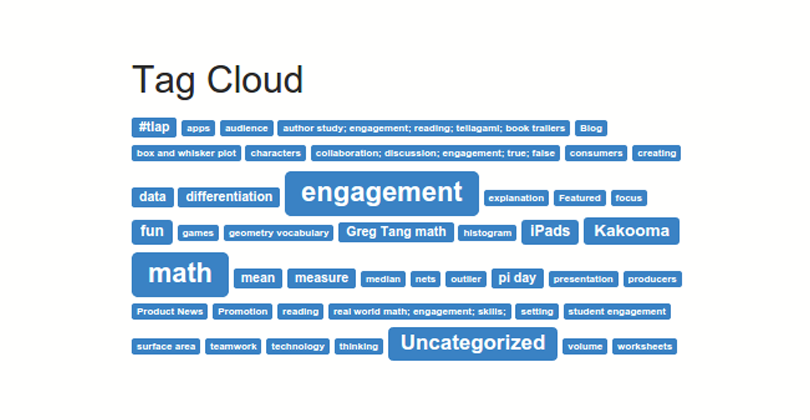 Tag Cloud
#tlap apps audience author study; engagement; reading; tellagami; book trailers Blog
box and whisker plot characters collaboration; discussion; engagement; true; false consumers creating
data differentiation engagement explanation Featured focus
fun games geometry vocabulary Greg Tang math histogram iPads Kakooma
math mean measure median nets outlier pi day presentation producers
Product News Promotion reading real world math; engagement; skills; setting student engagement
surface area teamwork technology thinking Uncategorized volume worksheets